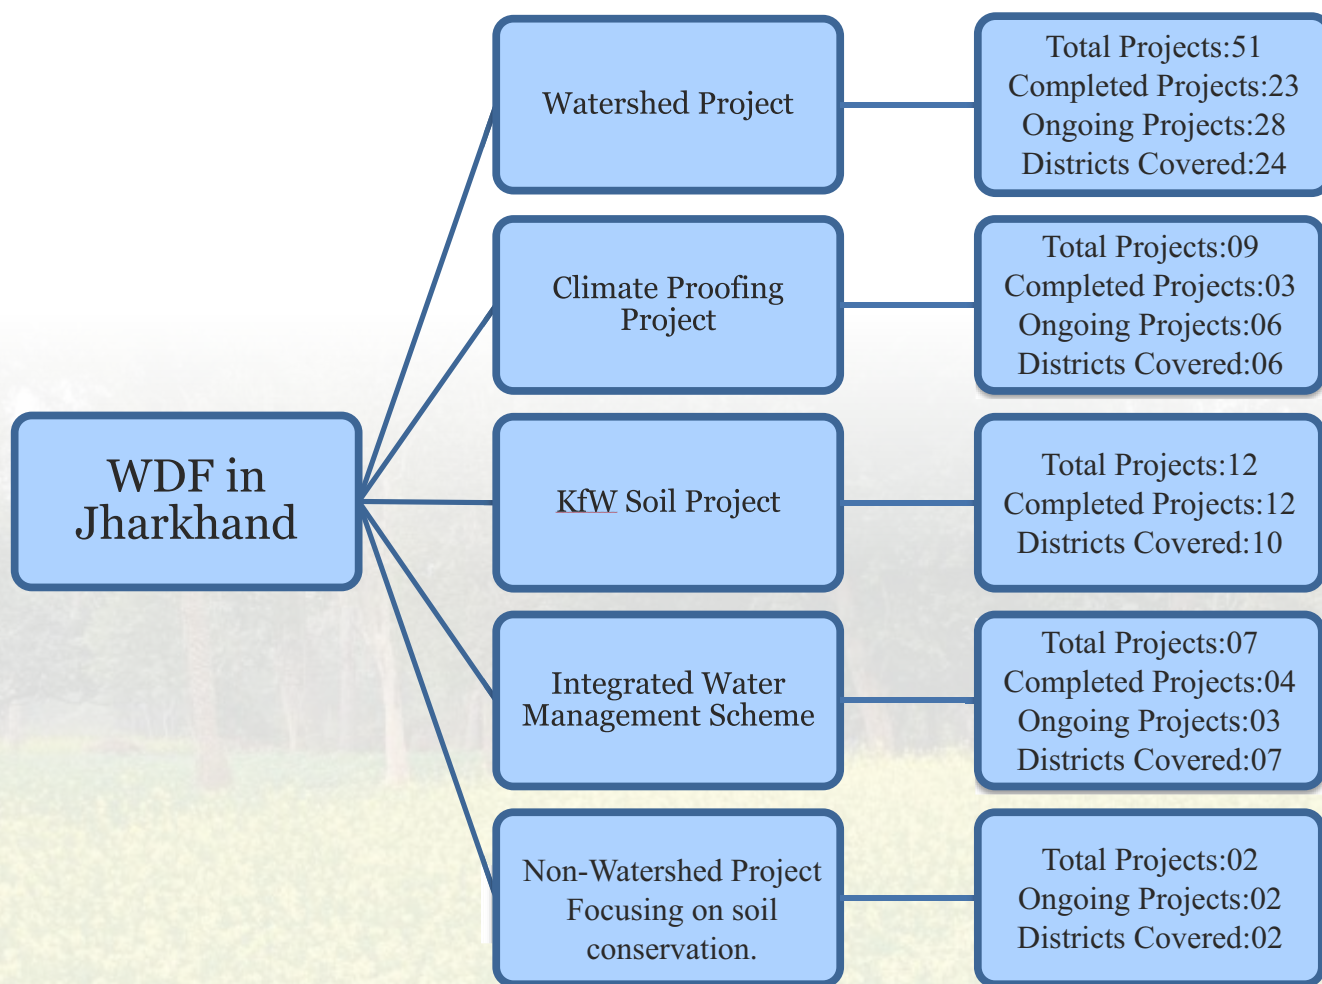 WDF in
Jharkhand
Watershed Project
Total Projects:51
Completed Projects:23
Ongoing Projects:28
Districts Covered:24
Climate Proofing
Project
Total Projects:09
Completed Projects:03
Ongoing Projects:06
Districts Covered:06
KfW Soil Project
Total Projects:12
Completed Projects:12
Districts Covered:10
Integrated Water
Management Scheme
Total Projects:07
Completed Projects:04
Ongoing Projects:03
Districts Covered:07
Non-Watershed Project
Focusing on soil
conservation.
Total Projects:02
Ongoing Projects:02
Districts Covered:02